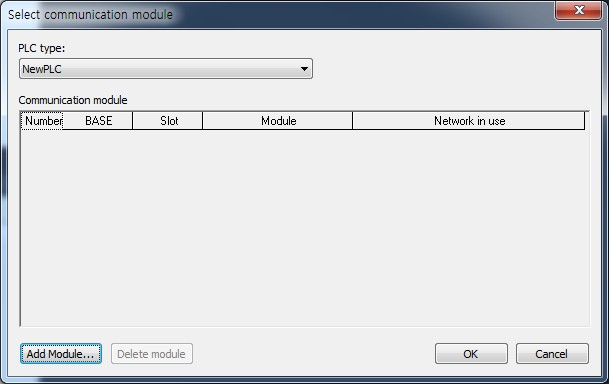 Select communication module
PLC type:
NewPLC
Communication module
Number BASE Slot Module Network in use
Add Module... Delete module OK Cancel